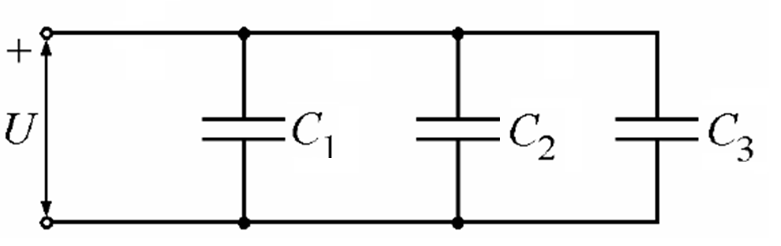 +
U
C₁
C₂
C₃